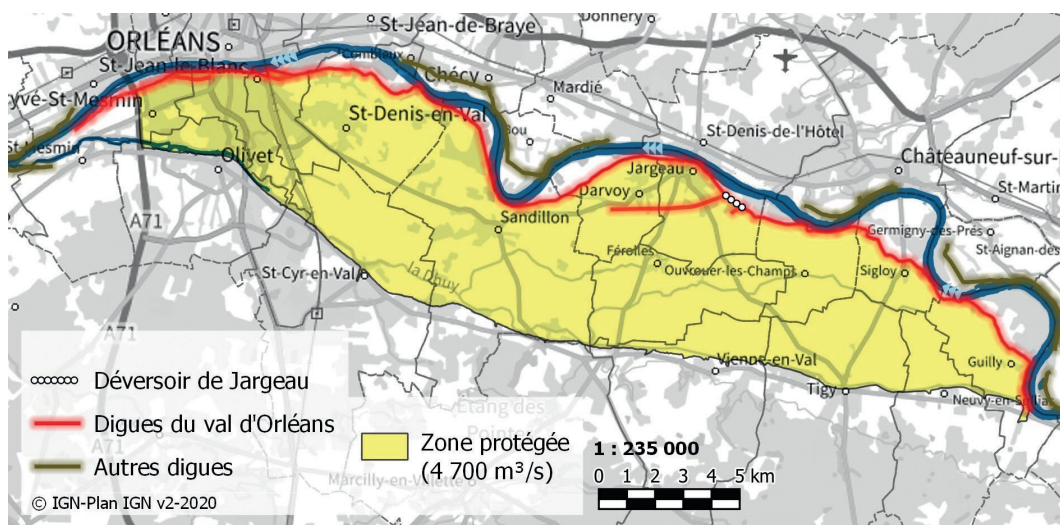 Donnery
St-Jean-de-Braye
ORLÉANS
Combleux
St-Jean-le-Blanc
Chécy
Mardié
St-Denis-en-Val
Bou
St-Denis-de-l'Hôtel
St-Mesmin
Olivet
Jargeau
Châteauneuf-sur-
Darvoy
St-Martin
A71
Sandillon
Germigny-des-Prés
St-Aignan-des
Férolles
St-Cyr-en-Val
la Dhuy
Ouvrouer-les-Champs
Sigloy
A71
Vienne-en-Val
Guilly
Tigy
Déversoir de Jargeau
Digues du val d'Orléans
Autres digues
A71
Étang des
Zone protégée
(4 700 m³/s)
1 : 235 000
0 1 2 3 4 5 km
Marcilly-en-Villette
© IGN-Plan IGN v2-2020